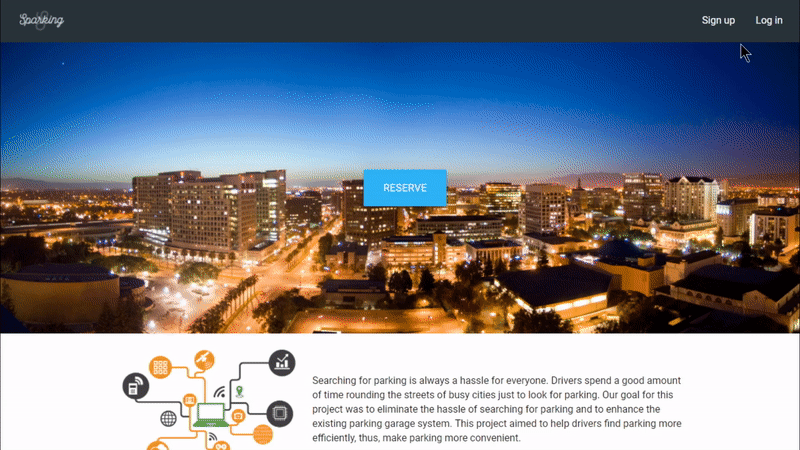 Sparking
Sign up
Log in
RESERVE
Searching for parking is always a hassle for everyone. Drivers spend a good amount
of time rounding the streets of busy cities just to look for parking. Our goal for this
project was to eliminate the hassle of searching for parking and to enhance the
existing parking garage system. This project aimed to help drivers find parking more
efficiently, thus, make parking more convenient.